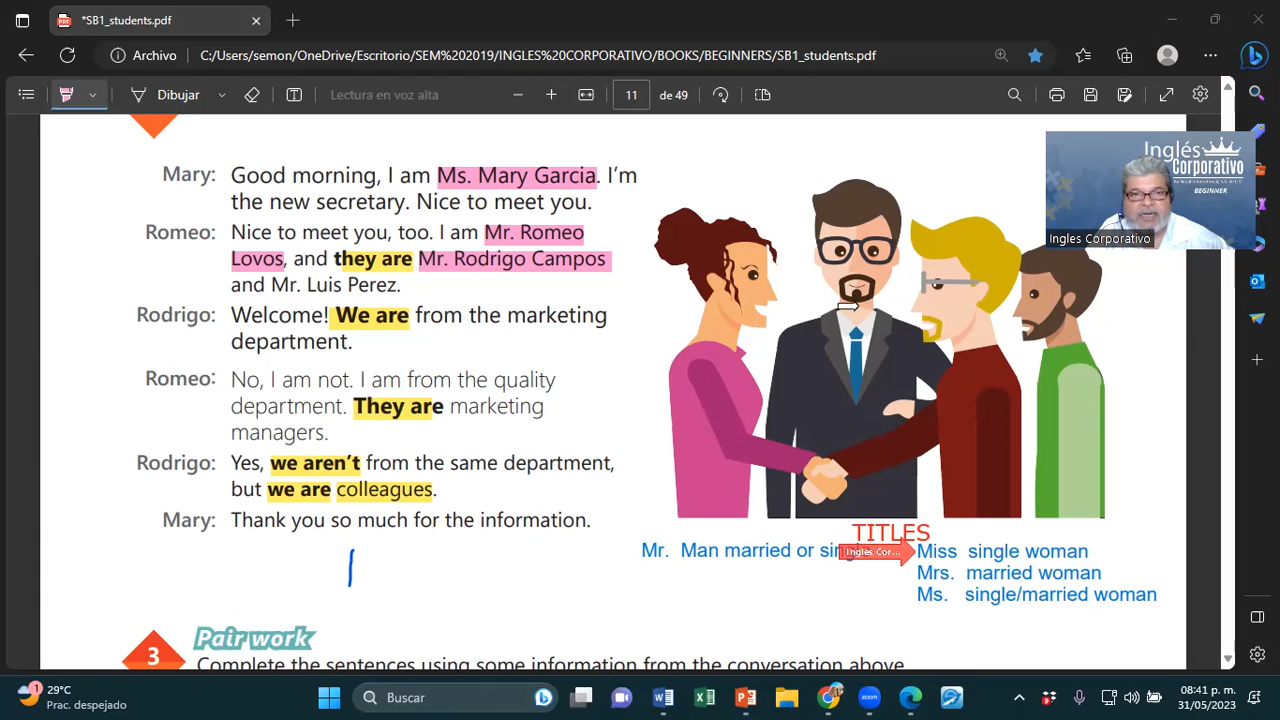 *SB1_students.pdf
Archivo
C:/Users/semon/OneDrive/Escritorio/SEM%202019/INGLES%20CORPORATIVO/BOOKS/BEGINNERS/SB1_students.pdf
Dibujar
Lectura en voz alta
11 de 49
Mary: Good morning, I am Ms. Mary Garcia. I'm
the new secretary. Nice to meet you.
Romeo: Nice to meet you, too. I am Mr. Romeo
Lovos, and they are Mr. Rodrigo Campos
and Mr. Luis Perez.
Rodrigo: Welcome! We are from the marketing
department.
Romeo: No, I am not. I am from the quality
department. They are marketing
managers.
Rodrigo: Yes, we aren't from the same department,
but we are colleagues.
Mary: Thank you so much for the information.
Inglés
Corporativo
BEGINNER
Ingles Corporativo
TITLES
Mr. Man married or single
Ingles Cor...
Miss single woman
Mrs. married woman
Ms. single/married woman
3 Pair work
Complete the sentences using some information from the conversation above
1
29°C
Prac. despejado
Buscar
08:41 p. m.
31/05/2023